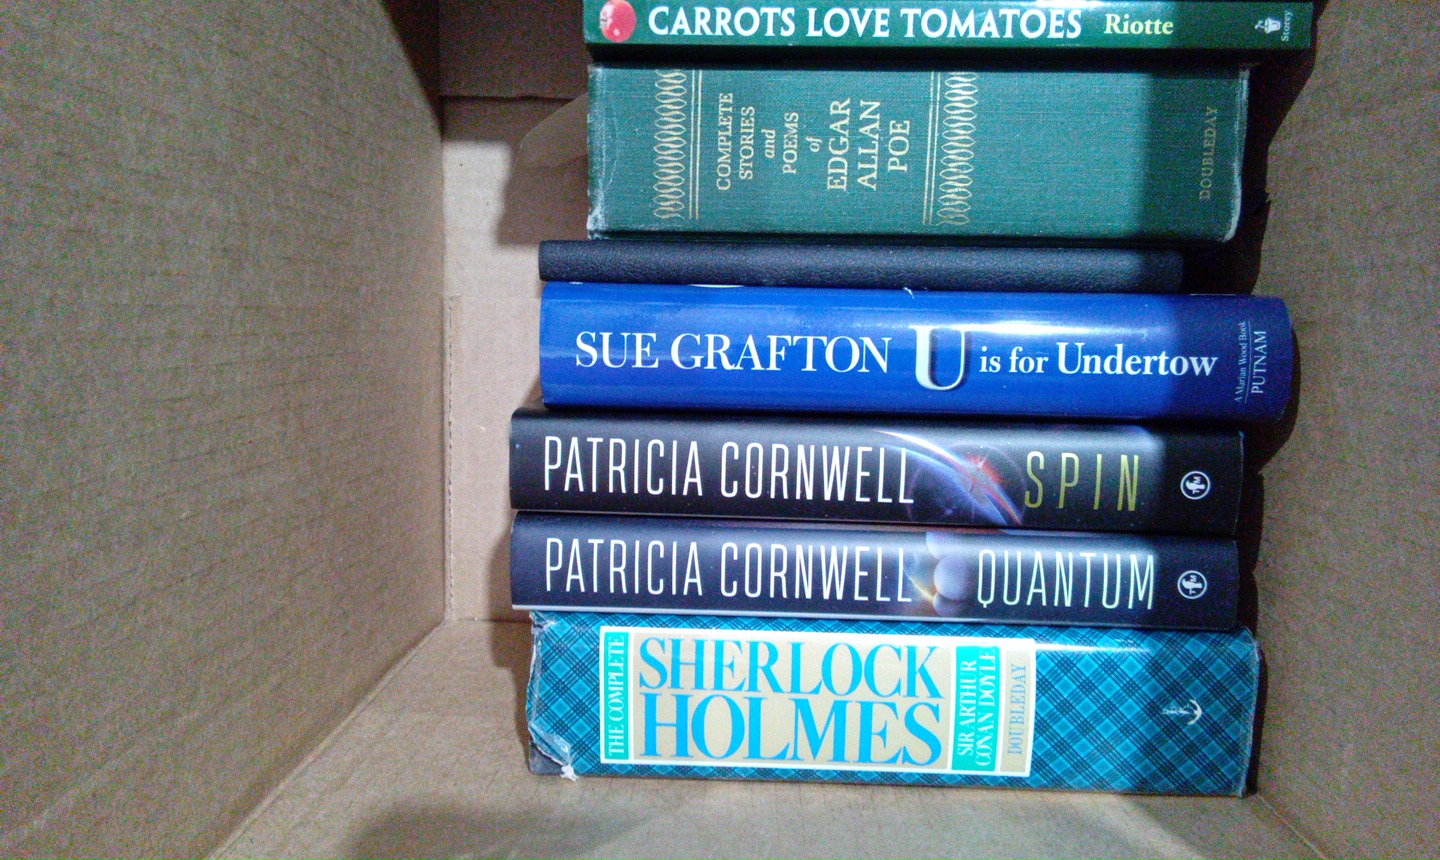 CARROTS LOVE TOMATOES Riotte Storey
COMPLETE
STORIES
and
POEMS
of
EDGAR
ALLAN
POE
DOUBLEDAY
SUE GRAFTON U is for Undertow
A Marian Wood Book
PUTNAM
PATRICIA CORNWELL SPIN
PATRICIA CORNWELL QUANTUM
THE COMPLETE
SHERLOCK
HOLMES
SIR ARTHUR
CONAN DOYLE
DOUBLEDAY